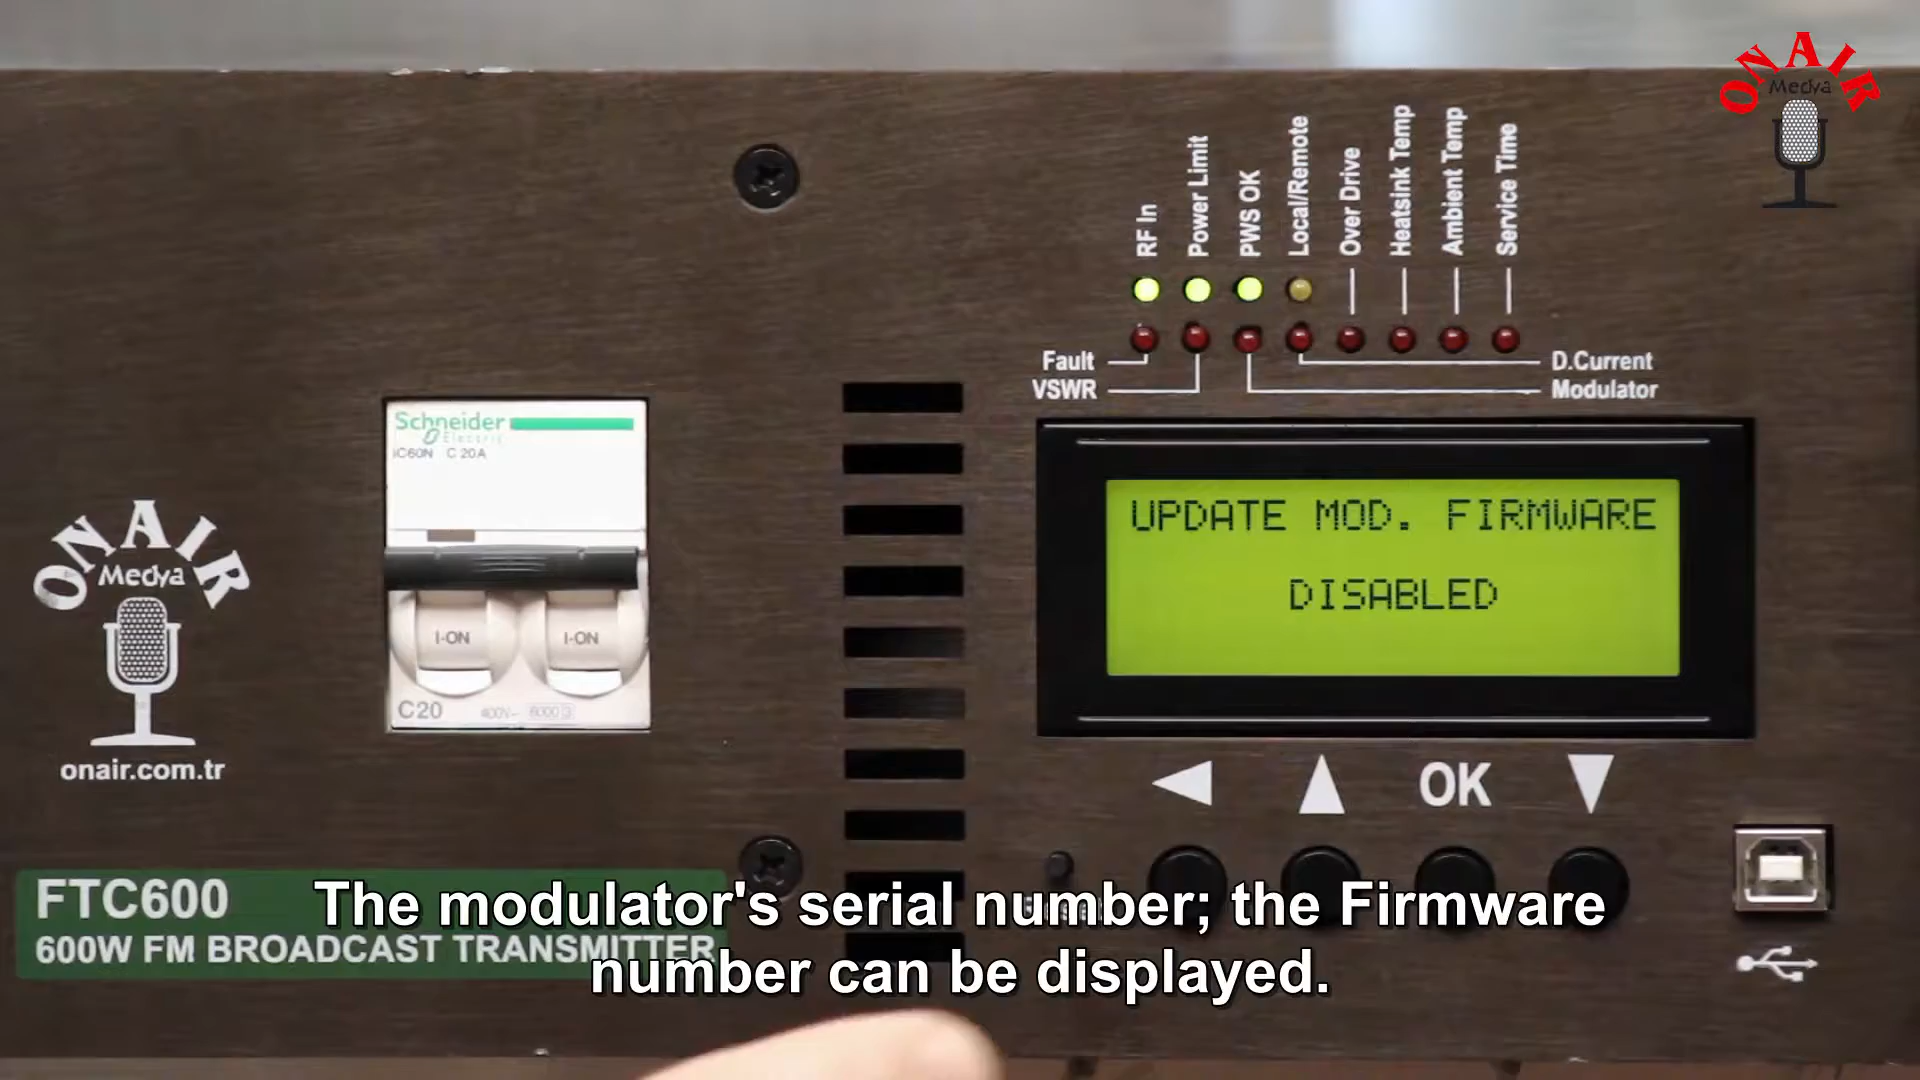 ONAIR
Medya
RF In
Power Limit
PWS OK
Local/Remote
Over Drive
Heatsink Temp
Ambient Temp
Service Time
Fault
VSWR
D.Current
Modulator
Schneider
Electric
iC60N C 20A
I-ON
I-ON
C20
400V~ 6000 3
UPDATE MOD. FIRMWARE
DISABLED
OK
ONAIR
Medya
onair.com.tr
FTC600
600W FM BROADCAST TRANSMITTER
The modulator's serial number; the Firmware
number can be displayed.